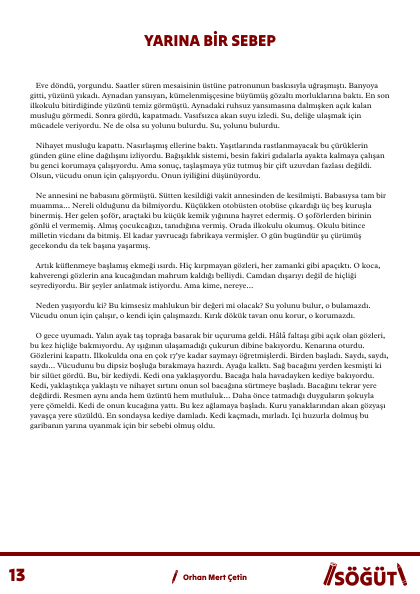 YARINA BİR SEBEP
Eve döndü, yorgundu. Saatler süren mesaisinin üstüne patronunun baskısıyla uğraşmıştı. Banyoya
gitti, yüzünü yıkadı. Aynadan yansıyan, kümelenmişçesine büyümüş gözaltı morluklarına baktı. En son
ilkokulu bitirdiğinde yüzünü temiz görmüştü. Aynadaki ruhsuz yansımasına dalmışken açık kalan
musluğu görmedi. Sonra gördü, kapatmadı. Vasıfsızca akan suyu izledi. Su, deliğe ulaşmak için
mücadele veriyordu. Ne de olsa su yolunu bulurdu. Su, yolunu bulurdu.
Nihayet musluğu kapattı. Nasırlaşmış ellerine baktı. Yaşıtlarında rastlanmayacak bu çürüklerin
günden güne eline dağılışını izliyordu. Bağışıklık sistemi, besin fakiri gıdalarla ayakta kalmaya çalışan
bu genci korumaya çalışıyordu. Ama sonuç, taşlaşmaya yüz tutmuş bir çift uzuvdan fazlası değildi.
Olsun, vücudu onun için çalışıyordu. Onun iyiliğini düşünüyordu.
Ne annesini ne babasını görmüştü. Sütten kesildiği vakit annesinden de kesilmişti. Babasıysa tam bir
muamma... Nereli olduğunu da bilmiyordu. Küçükken otobüsten otobüse çıkardığı üç beş kuruşla
binermiş. Her gelen şoför, araçtaki bu küçük kemik yığınına hayret edermiş. O şoförlerden birinin
gönlü el vermemiş. Almış çocukcağızı, tanıdığına vermiş. Orada ilkokulu okumuş. Okulu bitince
milletin vicdanı da bitmiş. El kadar yavrucağı fabrikaya vermişler. O gün bugündür şu çürümüş
gecekondu da tek başına yaşarmış.
Artık küflenmeye başlamış ekmeği ısırdı. Hiç kırpmayan gözleri, her zamanki gibi apaçıktı. O koca,
kahverengi gözlerin ana kucağından mahrum kaldığı belliydi. Camdan dışarıyı değil de hiçliği
seyrediyordu. Bir şeyler anlatmak istiyordu. Ama kime, nereye...
Neden yaşıyordu ki? Bu kimsesiz mahlukun bir değeri mi olacak? Su yolunu bulur, o bulamazdı.
Vücudu onun için çalışır, o kendi için çalışmazdı. Kırık dökük tavan onu korur, o korumazdı.
O gece uyumadı. Yalın ayak taş toprağa basarak bir uçuruma geldi. Hâlâ faltaşı gibi açık olan gözleri,
bu kez hiçliğe bakmıyordu. Ay ışığının ulaşamadığı çukurun dibine bakıyordu. Kenarına oturdu.
Gözlerini kapattı. İlkokulda ona en çok 17'ye kadar saymayı öğretmişlerdi. Birden başladı. Saydı, saydı,
saydı... Vücudunu bu dipsiz boşluğa bırakmaya hazırdı. Ayağa kalktı. Sağ bacağını yerden kesmişti ki
bir silüet gördü. Bu, bir kediydi. Kedi ona yaklaşıyordu. Bacağa hala havadayken kediye bakıyordu.
Kedi, yaklaştıkça yaklaştı ve nihayet sırtını onun sol bacağına sürtmeye başladı. Bacağını tekrar yere
değdirdi. Resmen aynı anda hem üzüntü hem mutluluk... Daha önce tatmadığı duyguların şokuyla
yere çömeldi. Kedi de onun kucağına yattı. Bu kez ağlamaya başladı. Kuru yanaklarından akan gözyaşı
yavaşça yere süzüldü. En sondaysa kediye damladı. Kedi kaçmadı, mırladı. İçi huzurla dolmuş bu
garibanın yarına uyanmak için bir sebebi olmuş oldu.
13
Orhan Mert Çetin
SÖĞÜT